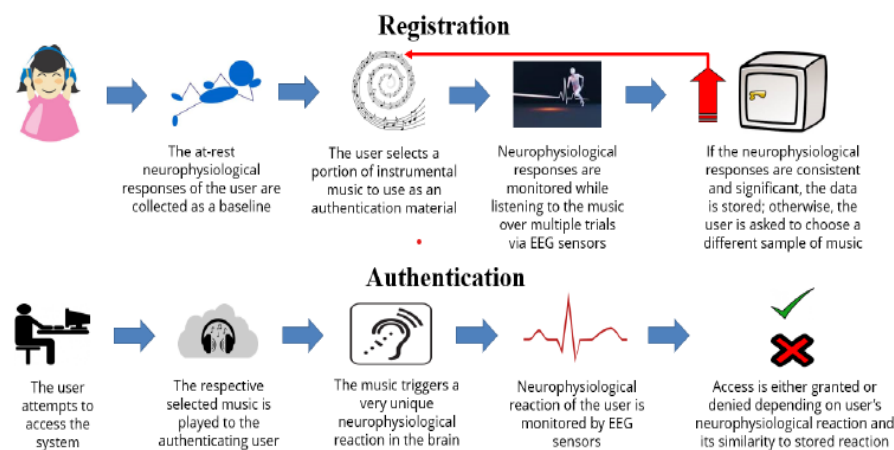 Registration
The at-rest
neurophysiological
responses of the user are
collected as a baseline
The user selects a
portion of instrumental
music to use as an
authentication material
Neurophysiological
responses are
monitored while
listening to the music
over multiple trials
via EEG sensors
If the neurophysiological
responses are consistent
and significant, the data
is stored; otherwise, the
user is asked to choose a
different sample of music
Authentication
The user
attempts to
access the
system
The respective
selected music is
played to the
authenticating user
The music triggers a
very unique
neurophysiological
reaction in the brain
Neurophysiological
reaction of the user is
monitored by EEG
sensors
Access is either granted or
denied depending on user's
neurophysiological reaction and
its similarity to stored reaction